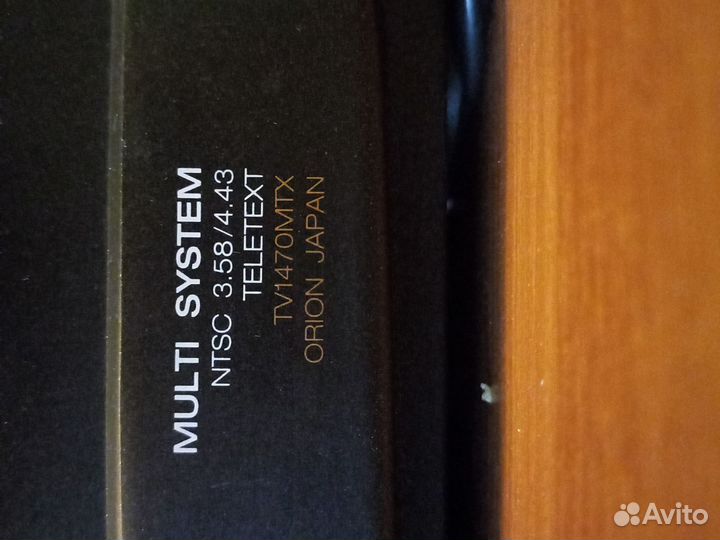 MULTI SYSTEM
NTSC 3.58/4.43
TELETEXT
TV1470MTX
ORION JAPAN
Avito